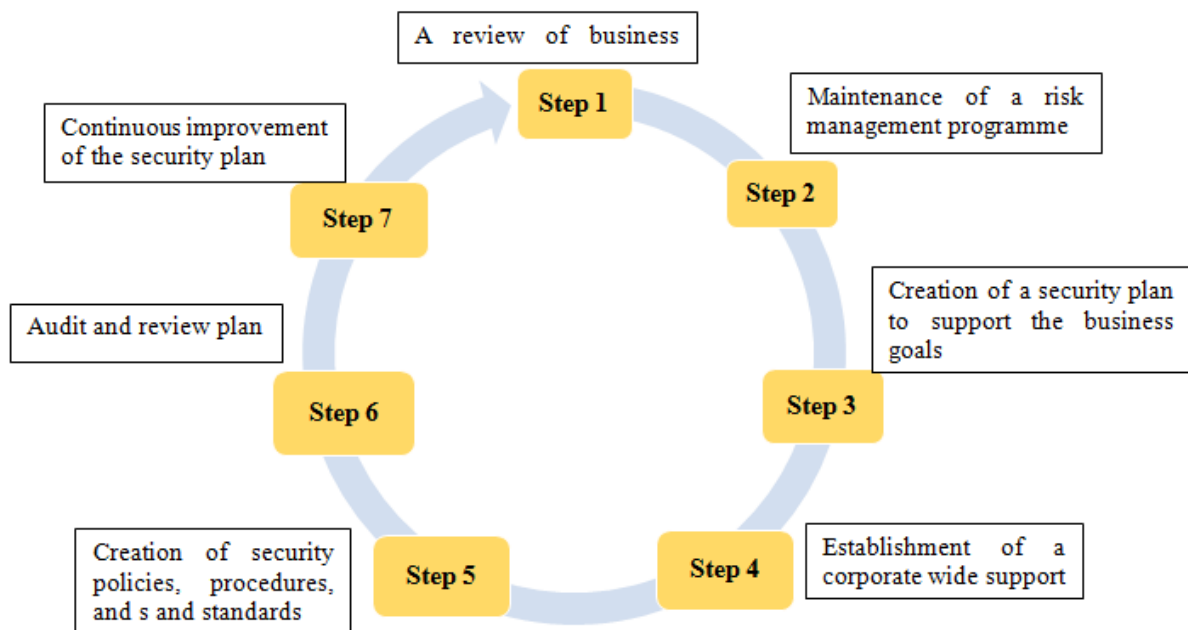 A review of business
Step 1
Maintenance of a risk
management programme
Step 2
Creation of a security plan
to support the business
goals
Step 3
Establishment of a
corporate wide support
Step 4
Creation of security
policies, procedures,
and s and standards
Step 5
Audit and review plan
Step 6
Continuous improvement
of the security plan
Step 7